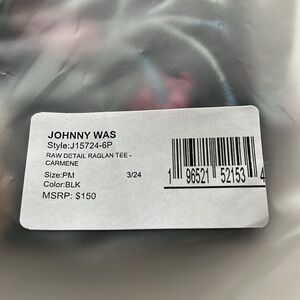 JOHNNY WAS
Style:J15724-6P
RAW DETAIL RAGLAN TEE -
CARMENE
Size:PM 3/24
Color:BLK
MSRP: $150
1 96521 52153 4